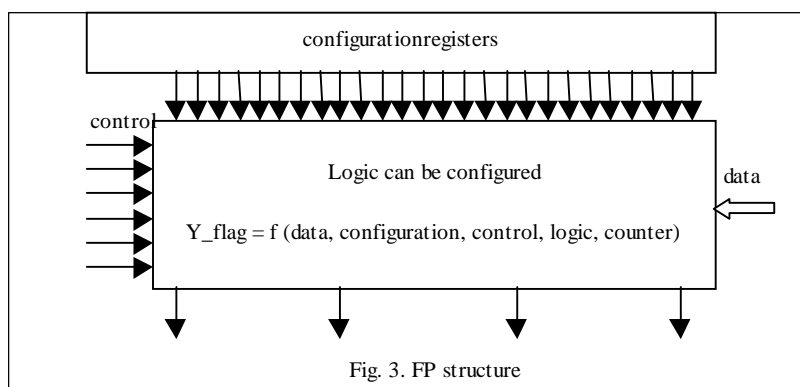 configurationregisters
control
Logic can be configured
data
Y_flag = f (data, configuration, control, logic, counter)
Fig. 3. FP structure